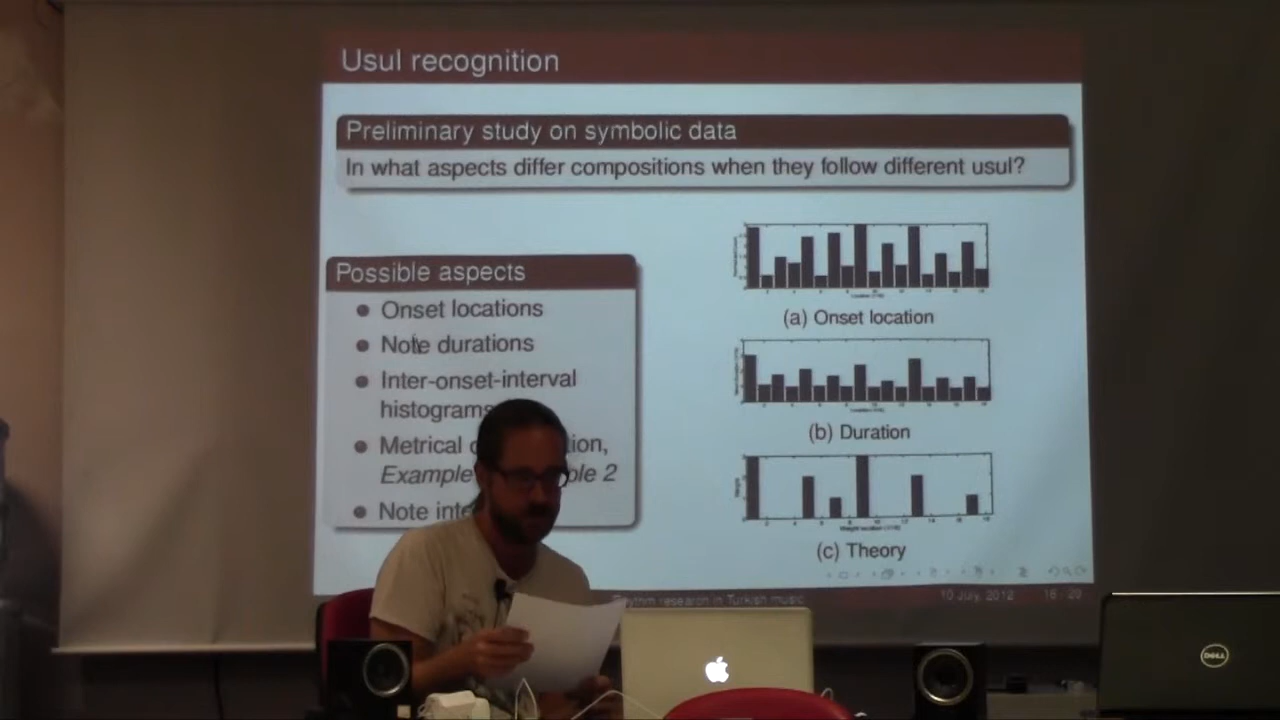 Usul recognition
Preliminary study on symbolic data
In what aspects differ compositions when they follow different usul?
Possible aspects
Onset locations
Note durations
Inter-onset-interval
histograms
Metrical
Example
2
Note
(a) Onset location
(b) Duration
(c) Theory
Rhythm research in Turkish music
10 July, 2012
DELL